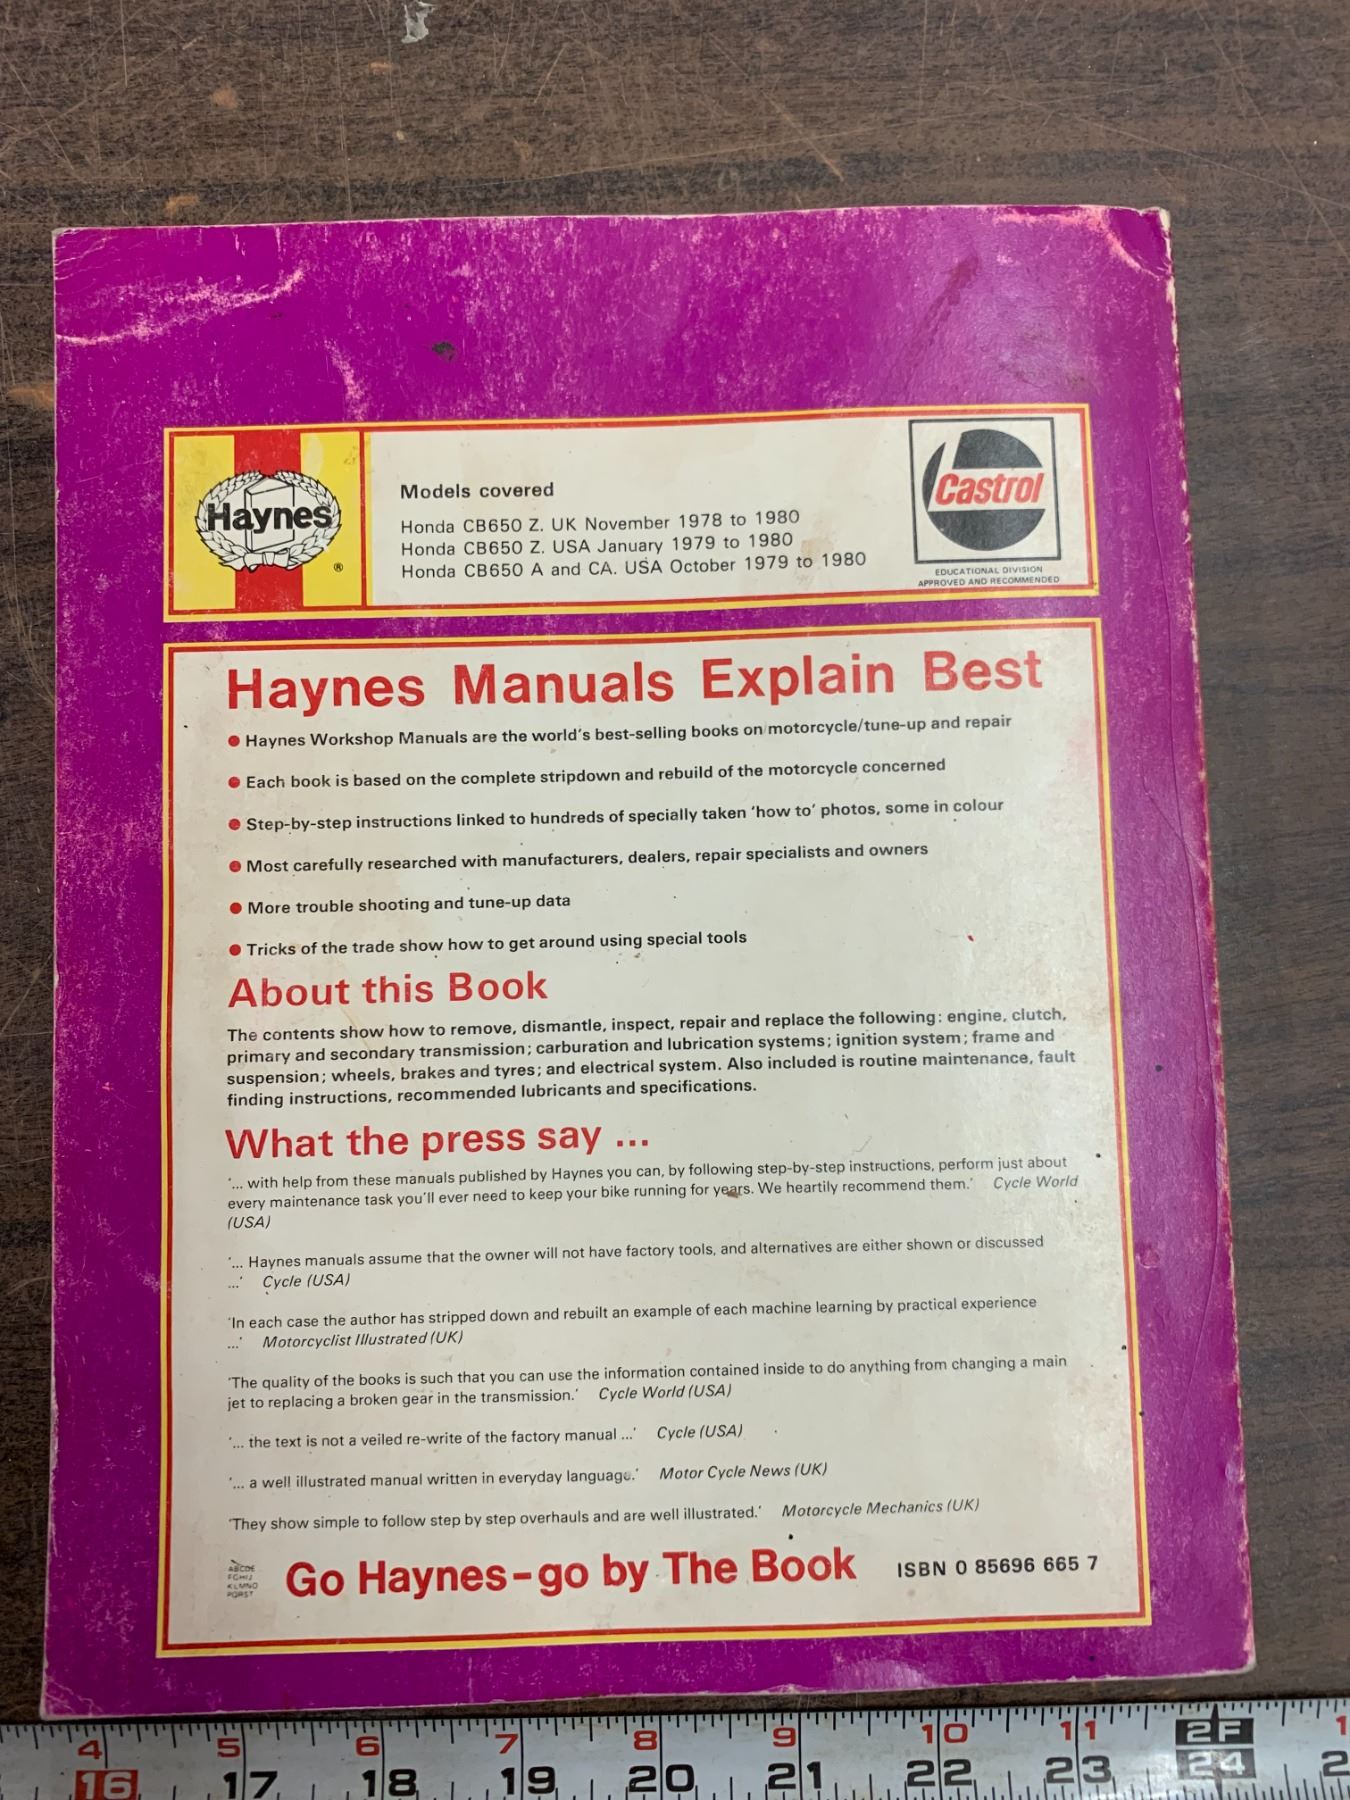 Haynes
®
Models covered
Honda CB650 Z. UK November 1978 to 1980
Honda CB650 Z. USA January 1979 to 1980
Honda CB650 A and CA. USA October 1979 to 1980
Castrol
EDUCATIONAL DIVISION
APPROVED AND RECOMMENDED
Haynes Manuals Explain Best
● Haynes Workshop Manuals are the world's best-selling books on motorcycle/tune-up and repair
● Each book is based on the complete stripdown and rebuild of the motorcycle concerned
● Step-by-step instructions linked to hundreds of specially taken 'how to' photos, some in colour
● Most carefully researched with manufacturers, dealers, repair specialists and owners
● More trouble shooting and tune-up data
● Tricks of the trade show how to get around using special tools
About this Book
The contents show how to remove, dismantle, inspect, repair and replace the following: engine, clutch,
primary and secondary transmission; carburation and lubrication systems; ignition system; frame and
suspension; wheels, brakes and tyres; and electrical system. Also included is routine maintenance, fault
finding instructions, recommended lubricants and specifications.
What the press say ...
'... with help from these manuals published by Haynes you can, by following step-by-step instructions, perform just about
every maintenance task you'll ever need to keep your bike running for years. We heartily recommend them.' Cycle World
(USA)
'... Haynes manuals assume that the owner will not have factory tools, and alternatives are either shown or discussed
...' Cycle (USA)
'In each case the author has stripped down and rebuilt an example of each machine learning by practical experience
...' Motorcyclist Illustrated (UK)
'The quality of the books is such that you can use the information contained inside to do anything from changing a main
jet to replacing a broken gear in the transmission.' Cycle World (USA)
'... the text is not a veiled re-write of the factory manual ...' Cycle (USA)
'... a well illustrated manual written in everyday language.' Motor Cycle News (UK)
'They show simple to follow step by step overhauls and are well illustrated.' Motorcycle Mechanics (UK)
ABCDE
FGHIJ
KLMNO
PQRST
Go Haynes-go by The Book
ISBN 0 85696 665 7
4 5 6 7 8 9 10 11 2F 1
16 17 18 19 20 21 22 23 24 2